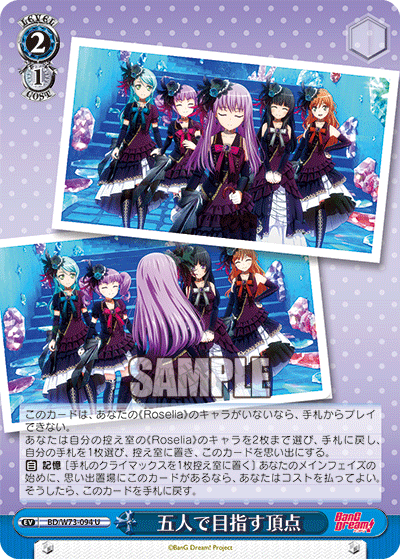 LEVEL
2
1
COST
SAMPLE
このカードは、あなたの《Roselia》のキャラがいないなら、手札からプレイ
できない。
あなたは自分の控え室の《Roselia》のキャラを2枚まで選び、手札に戻し、
自分の手札を1枚選び、控え室に置き、このカードを思い出にする。
記憶 [手札のクライマックスを1枚控え室に置く] あなたのメインフェイズの
始めに、思い出置場にこのカードがあるなら、あなたはコストを払ってよい。
そうしたら、このカードを手札に戻す。
EV BD/W73-094 U 五人で目指す頂点 BanG Dream!
©BanG Dream! Project